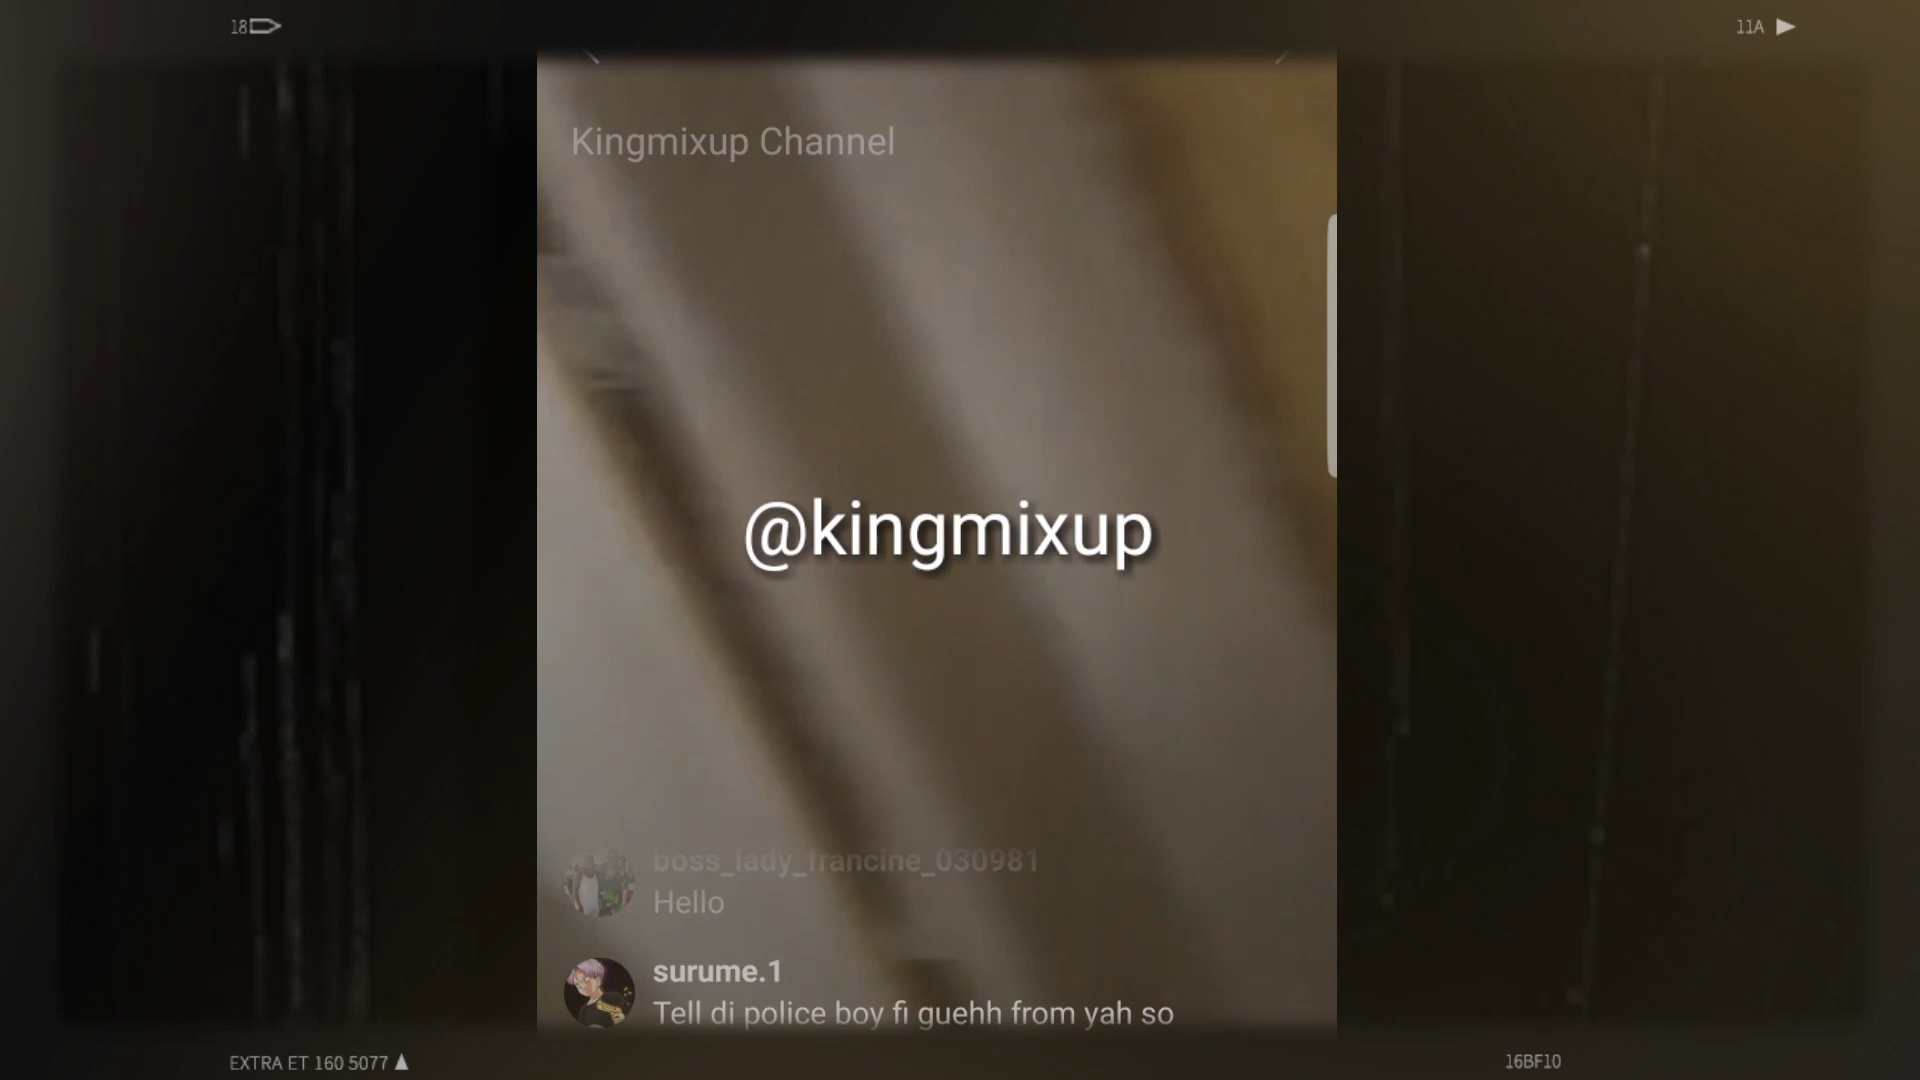 18
11A
Kingmixup Channel
@kingmixup
boss_lady_francine_030981
Hello
surume.1
Tell di police boy fi guehh from yah so
EXTRA ET 160 5077
16BF10